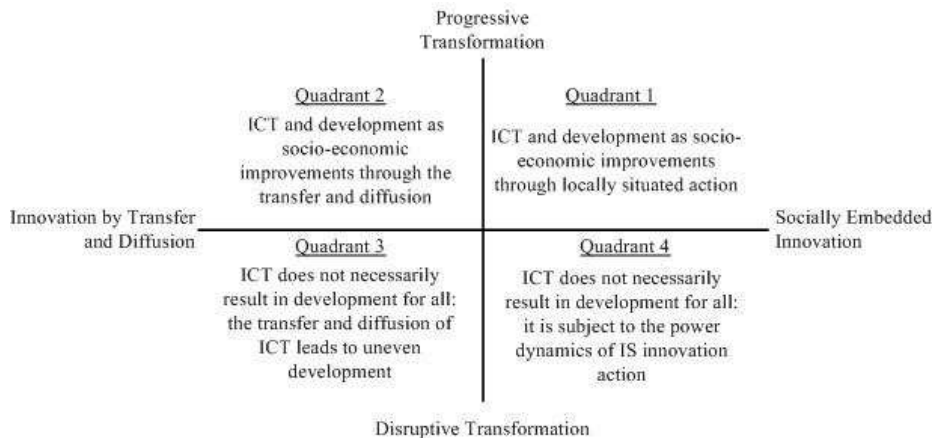 Progressive
Transformation
Quadrant 2
ICT and development as
socio-economic
improvements through the
transfer and diffusion
Quadrant 1
ICT and development as socio-
economic improvements
through locally situated action
Innovation by Transfer
and Diffusion
Socially Embedded
Innovation
Quadrant 3
ICT does not necessarily
result in development for all:
the transfer and diffusion of
ICT leads to uneven
development
Quadrant 4
ICT does not necessarily
result in development for all:
it is subject to the power
dynamics of IS innovation
action
Disruptive Transformation